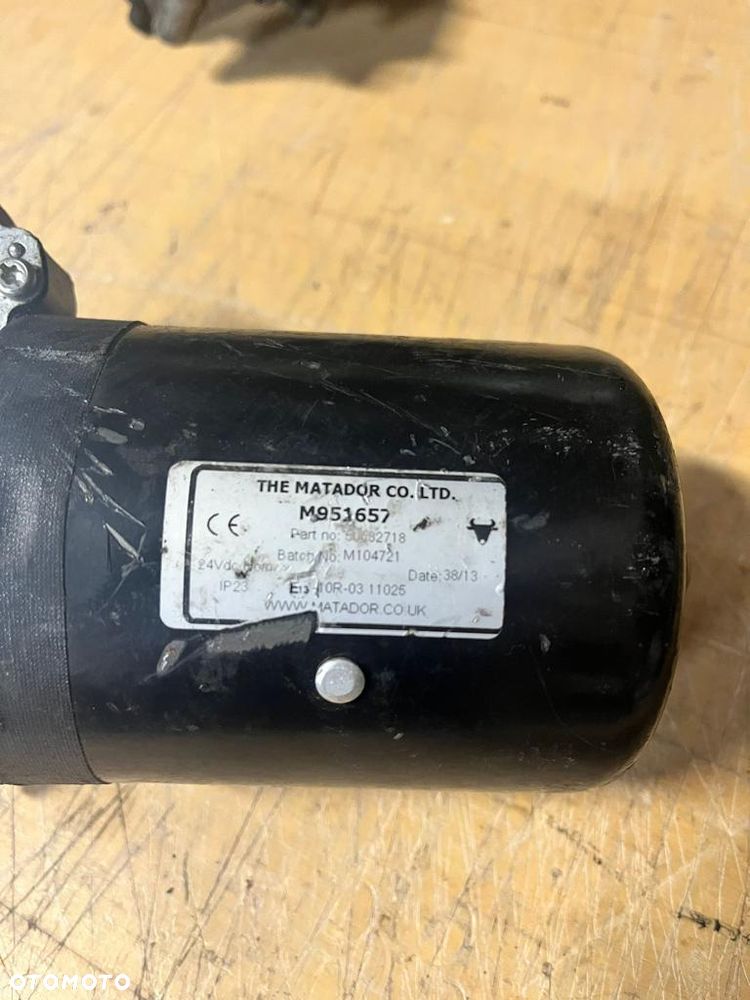 THE MATADOR CO. LTD.
M951657
CE
Part no:
Batch No: M104721
24Vdc
Date: 38/13
IP23
10R-03 11025
WWW.MATADOR.CO.UK
OTOMOTO